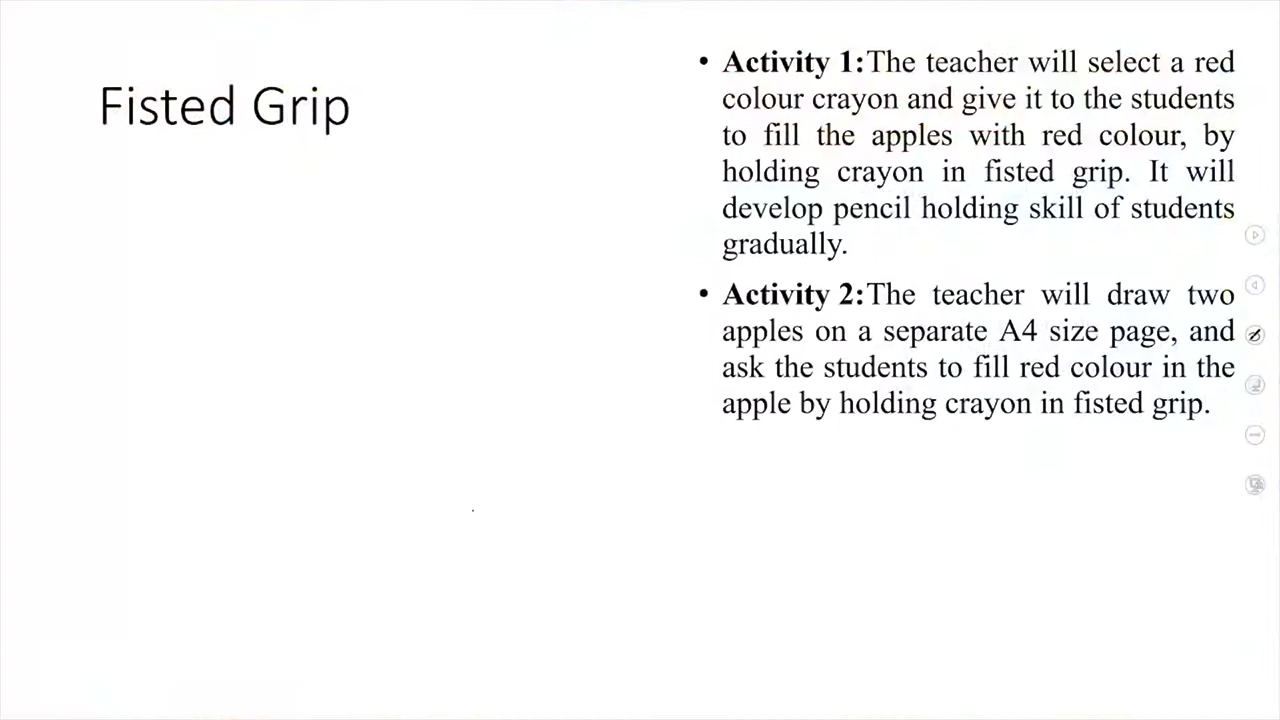 Fisted Grip
• Activity 1:The teacher will select a red
colour crayon and give it to the students
to fill the apples with red colour, by
holding crayon in fisted grip. It will
develop pencil holding skill of students
gradually.
• Activity 2:The teacher will draw two
apples on a separate A4 size page, and
ask the students to fill red colour in the
apple by holding crayon in fisted grip.